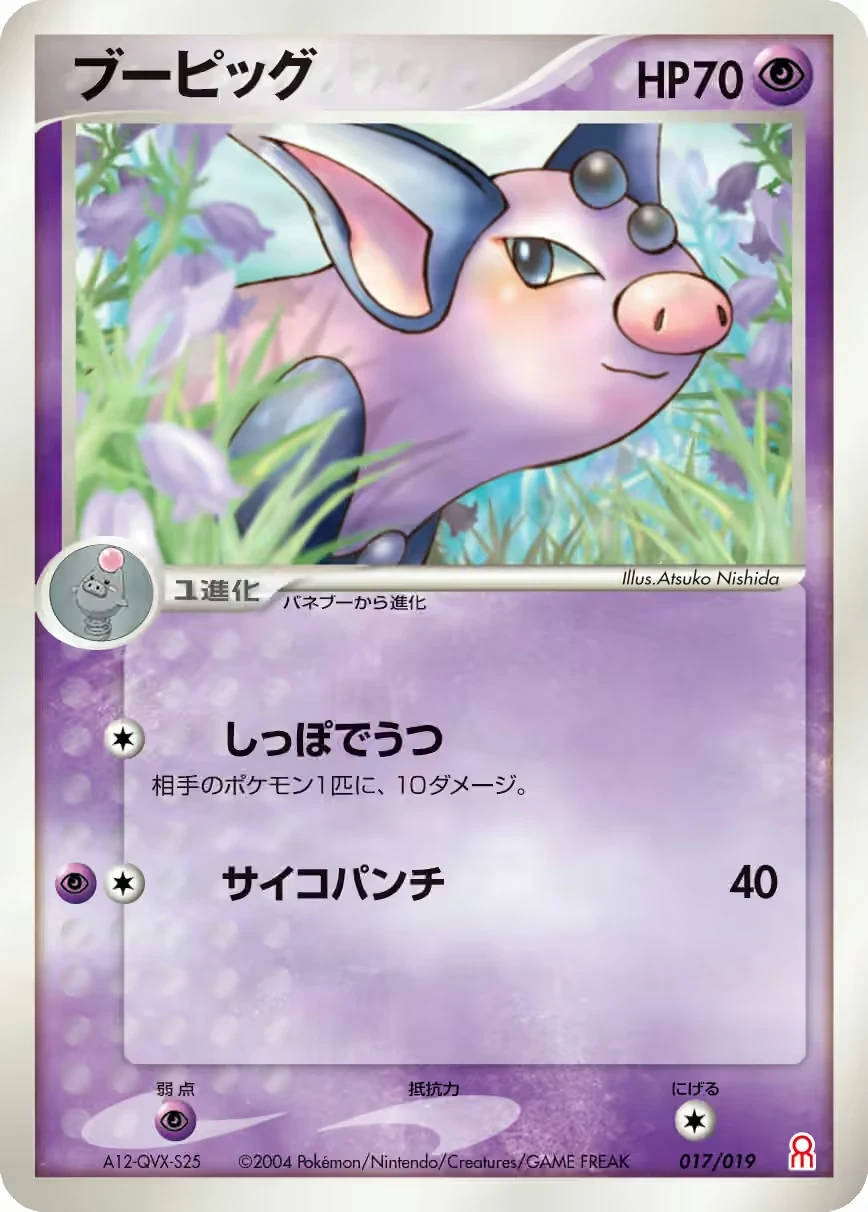 ブーピッグ HP70
Illus.Atsuko Nishida
1進化
バネブーから進化
しっぽでうつ
相手のポケモン1匹に、10ダメージ。
サイコパンチ 40
弱点 抵抗力 にげる
A12-QVX-S25 ©2004 Pokémon/Nintendo/Creatures/GAME FREAK 017/019